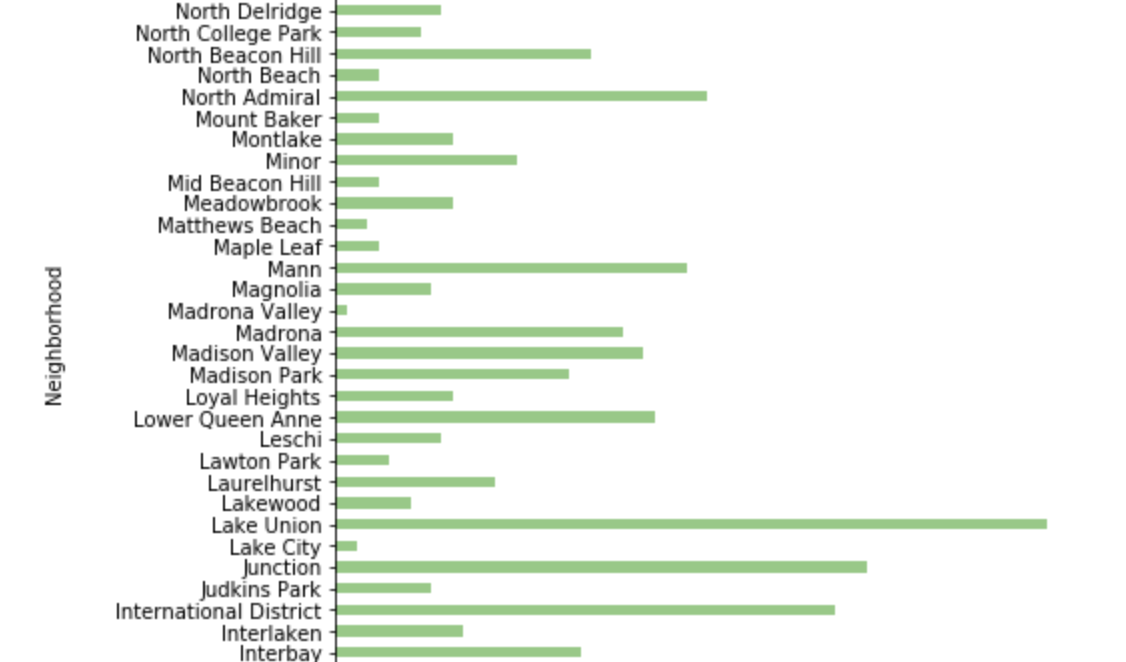 North Delridge
North College Park
North Beacon Hill
North Beach
North Admiral
Mount Baker
Montlake
Minor
Mid Beacon Hill
Meadowbrook
Matthews Beach
Maple Leaf
Mann
Magnolia
Madrona Valley
Madrona
Madison Valley
Madison Park
Loyal Heights
Lower Queen Anne
Leschi
Lawton Park
Laurelhurst
Lakewood
Lake Union
Lake City
Junction
Judkins Park
International District
Interlaken
Interbay
Neighborhood